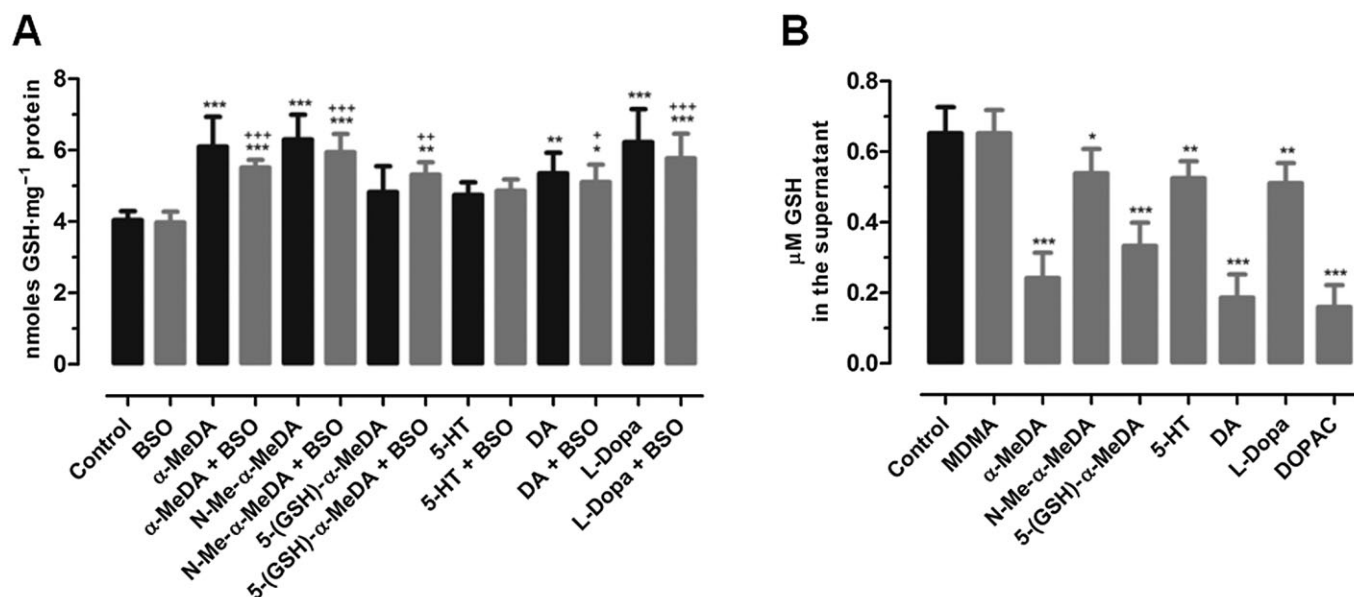 A
nmoles GSH·mg⁻¹ protein
8
6
4
2
0
***
+++
***
***
+++
***
++
**
**
+
*
***
+++
***
Control
BSO
α-MeDA
α-MeDA + BSO
N-Me-α-MeDA
N-Me-α-MeDA + BSO
5-(GSH)-α-MeDA
5-(GSH)-α-MeDA + BSO
5-HT
5-HT + BSO
DA
DA + BSO
L-Dopa
L-Dopa + BSO
B
μM GSH
in the supernatant
0.8
0.6
0.4
0.2
0.0
***
*
***
**
***
**
***
Control
MDMA
α-MeDA
N-Me-α-MeDA
5-(GSH)-α-MeDA
5-HT
DA
L-Dopa
DOPAC